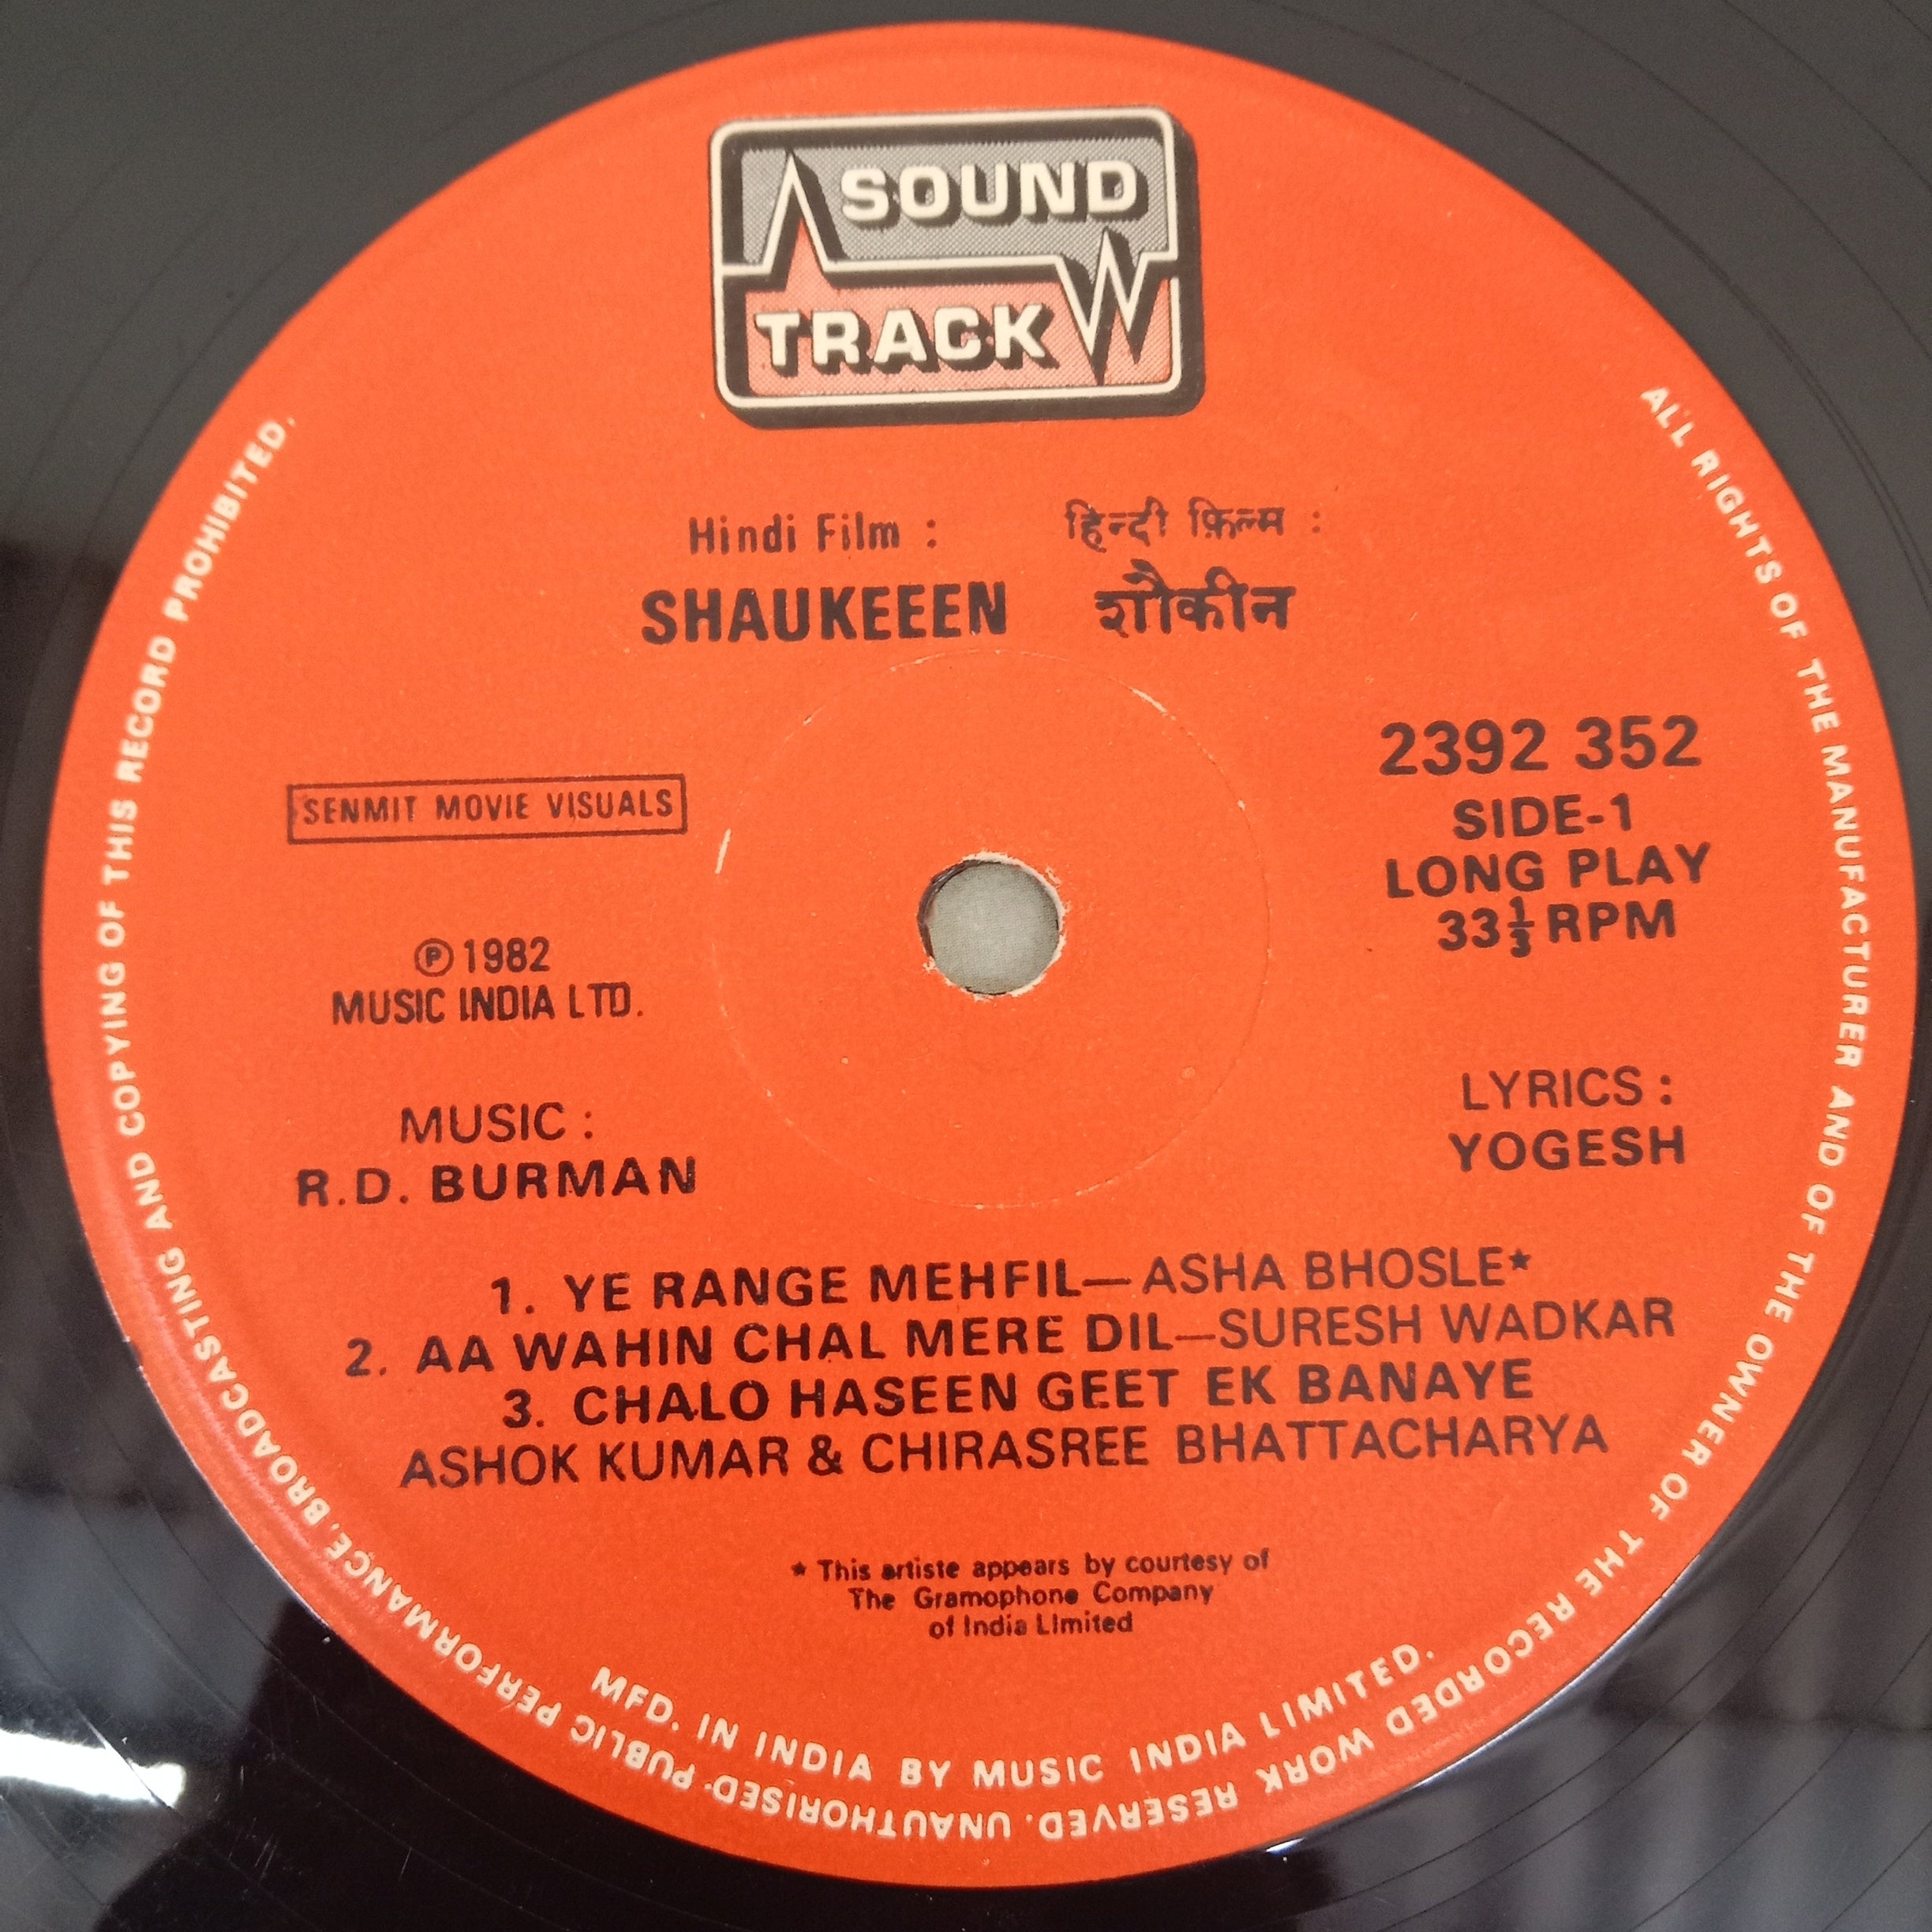 SOUND
TRACK
Hindi Film : हिन्दी फ़िल्म :
SHAUKEEEN शौकीन
SENMIT MOVIE VISUALS
℗ 1982
MUSIC INDIA LTD.
2392 352
SIDE-1
LONG PLAY
33⅓ RPM
MUSIC :
R.D. BURMAN
LYRICS :
YOGESH
1. YE RANGE MEHFIL—ASHA BHOSLE*
2. AA WAHIN CHAL MERE DIL—SURESH WADKAR
3. CHALO HASEEN GEET EK BANAYE
ASHOK KUMAR & CHIRASREE BHATTACHARYA
* This artiste appears by courtesy of
The Gramophone Company
of India Limited
MFD. IN INDIA BY MUSIC INDIA LIMITED.
ALL RIGHTS OF THE MANUFACTURER AND OF THE OWNER OF THE RECORDED WORK RESERVED. UNAUTHORISED PUBLIC PERFORMANCE, BROADCASTING AND COPYING OF THIS RECORD PROHIBITED.